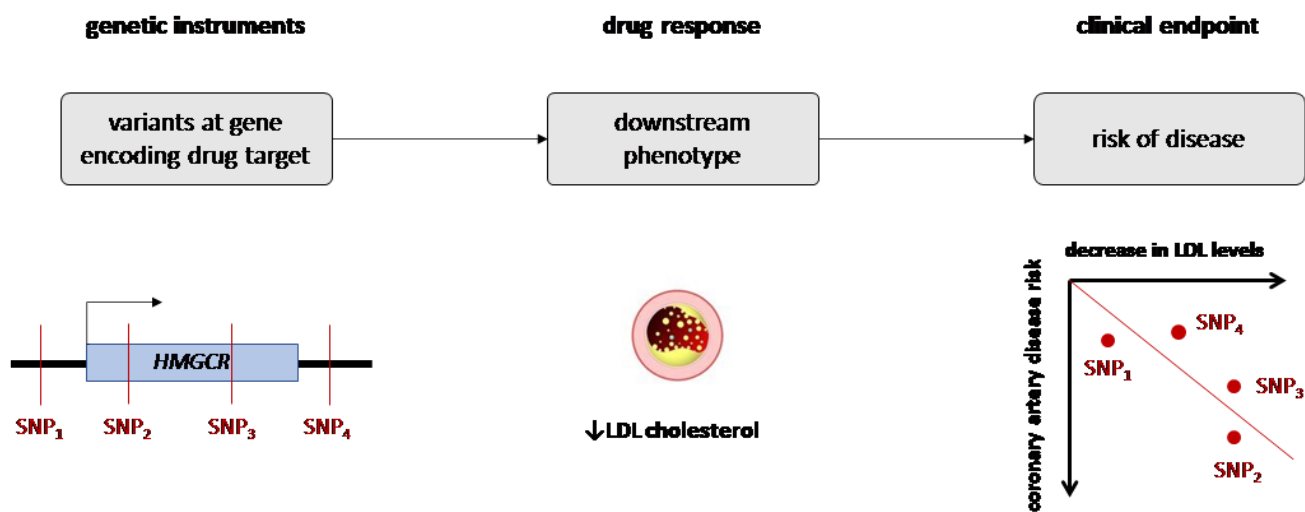 genetic instruments
drug response
clinical endpoint
variants at gene
encoding drug target
downstream
phenotype
risk of disease
HMGCR
SNP1
SNP2
SNP3
SNP4
↓LDL cholesterol
decrease in LDL levels
coronary artery disease risk
SNP4
SNP1
SNP3
SNP2